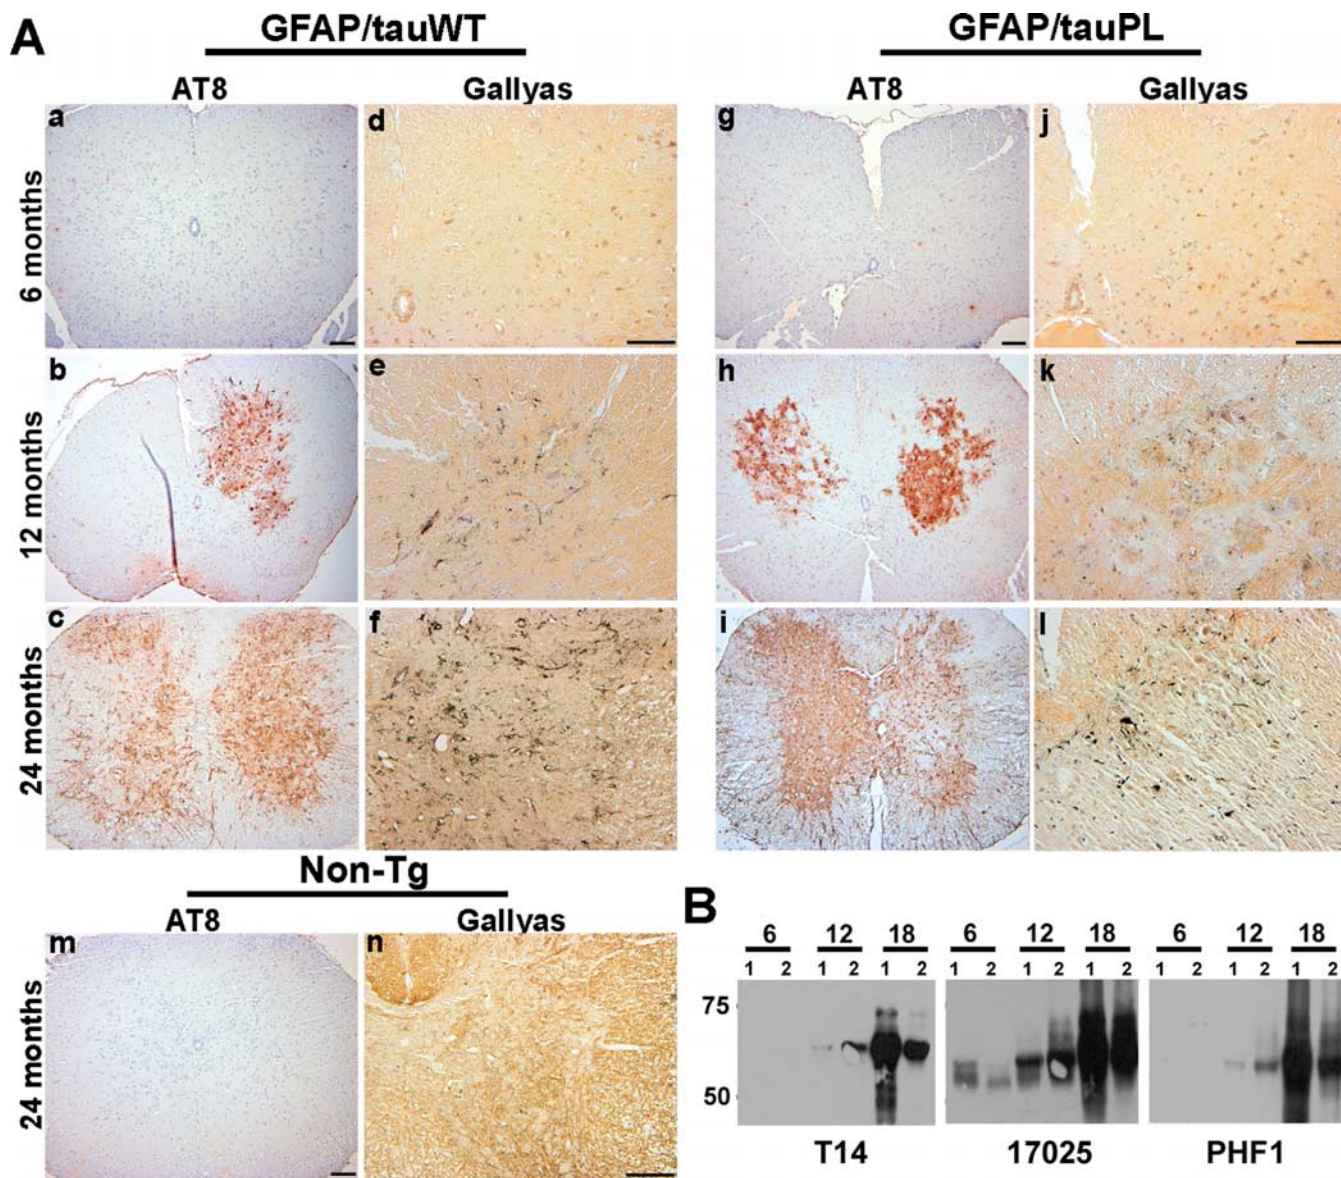 A
GFAP/tauWT
GFAP/tauPL
AT8
Gallyas
AT8
Gallyas
6 months
a
d
g
j
12 months
b
e
h
k
24 months
c
f
i
l
Non-Tg
AT8
Gallyas
24 months
m
n
B
6 12 18
1 2 1 2 1 2
6 12 18
1 2 1 2 1 2
6 12 18
1 2 1 2 1 2
75
50
T14
17025
PHF1